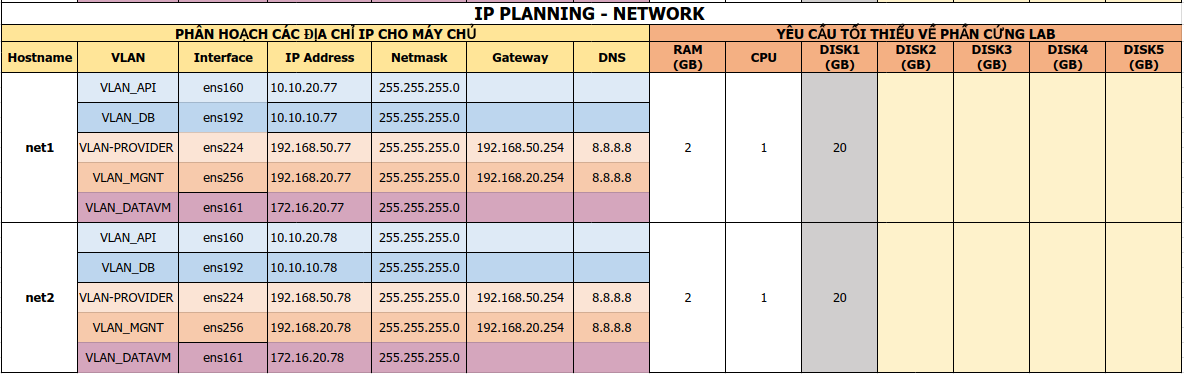 IP PLANNING - NETWORK
PHÂN HOẠCH CÁC ĐỊA CHỈ IP CHO MÁY CHỦ YÊU CẦU TỐI THIỂU VỀ PHẦN CỨNG LAB
Hostname VLAN Interface IP Address Netmask Gateway DNS RAM (GB) CPU DISK1 (GB) DISK2 (GB) DISK3 (GB) DISK4 (GB) DISK5 (GB)
VLAN_API ens160 10.10.20.77 255.255.255.0
VLAN_DB ens192 10.10.10.77 255.255.255.0
net1 VLAN-PROVIDER ens224 192.168.50.77 255.255.255.0 192.168.50.254 8.8.8.8 2 1 20
VLAN_MGNT ens256 192.168.20.77 255.255.255.0 192.168.20.254 8.8.8.8
VLAN_DATAVM ens161 172.16.20.77 255.255.255.0
VLAN_API ens160 10.10.20.78 255.255.255.0
VLAN_DB ens192 10.10.10.78 255.255.255.0
net2 VLAN-PROVIDER ens224 192.168.50.78 255.255.255.0 192.168.50.254 8.8.8.8 2 1 20
VLAN_MGNT ens256 192.168.20.78 255.255.255.0 192.168.20.254 8.8.8.8
VLAN_DATAVM ens161 172.16.20.78 255.255.255.0